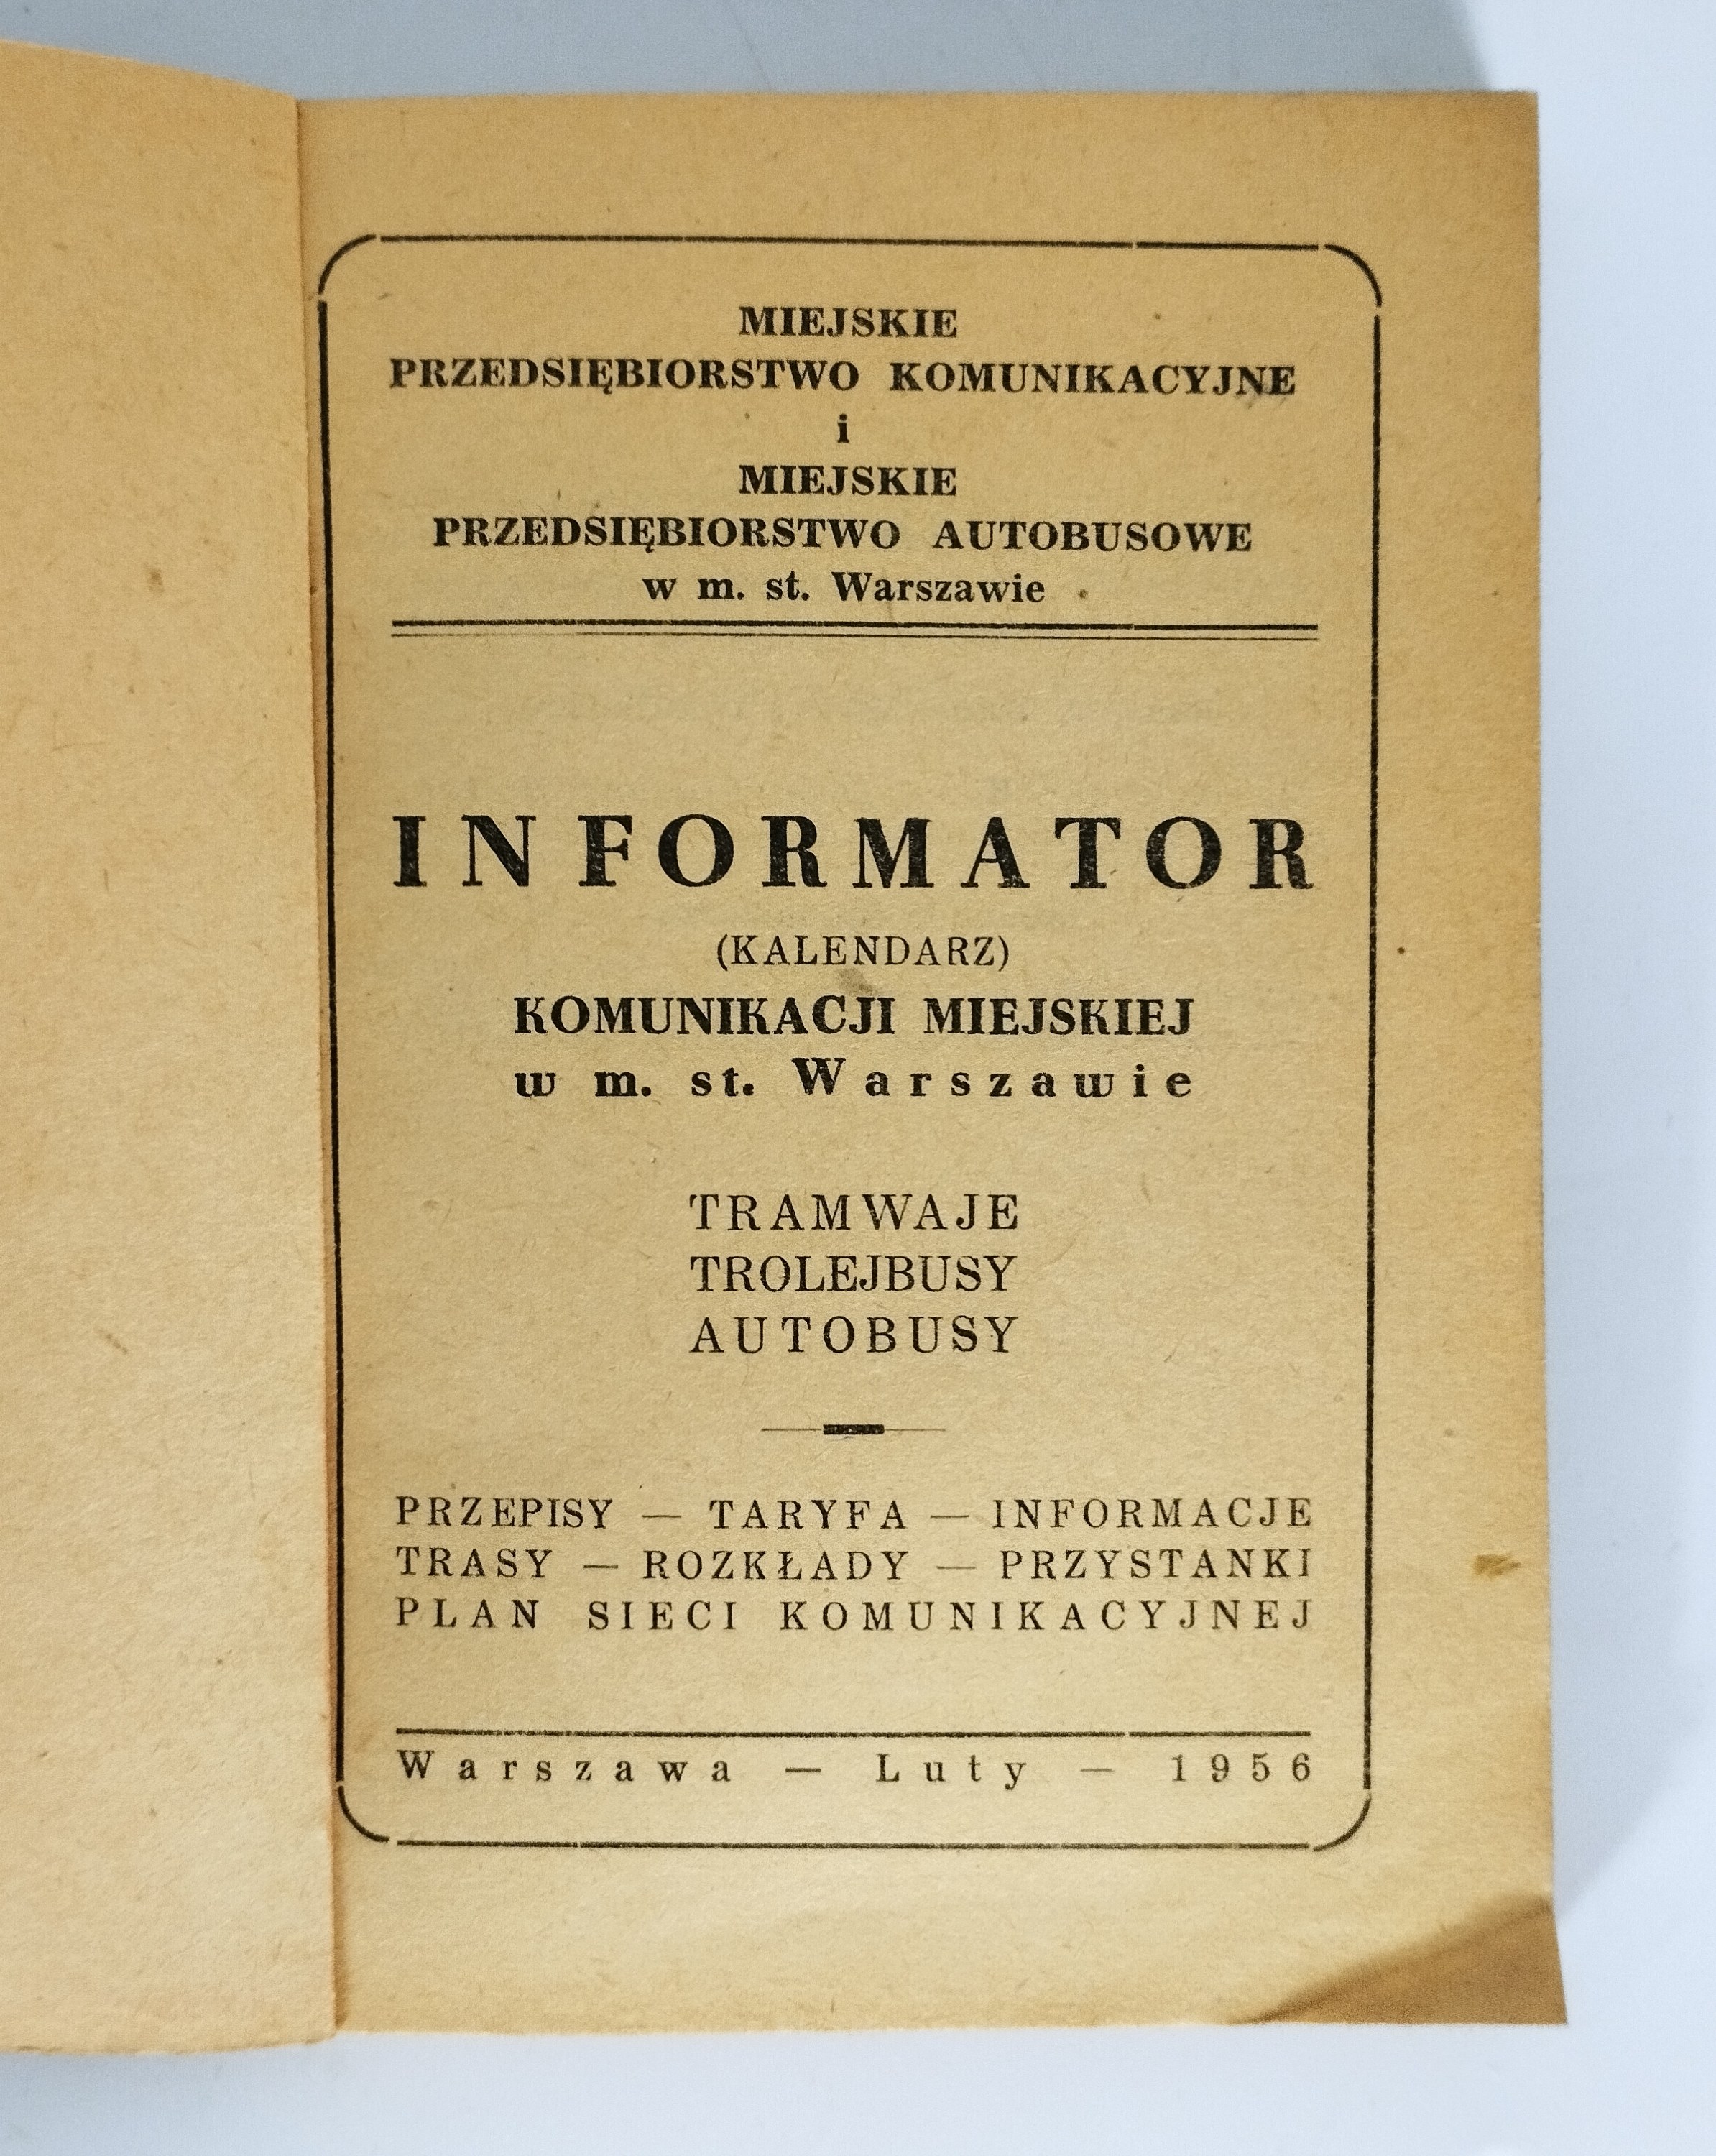 MIEJSKIE
PRZEDSIĘBIORSTWO KOMUNIKACYJNE
i
MIEJSKIE
PRZEDSIĘBIORSTWO AUTOBUSOWE
w m. st. Warszawie
INFORMATOR
(KALENDARZ)
KOMUNIKACJI MIEJSKIEJ
w m. st. Warszawie
TRAMWAJE
TROLEJBUSY
AUTOBUSY
PRZEPISY — TARYFA — INFORMACJE
TRASY — ROZKŁADY — PRZYSTANKI
PLAN SIECI KOMUNIKACYJNEJ
Warszawa — Luty — 1956